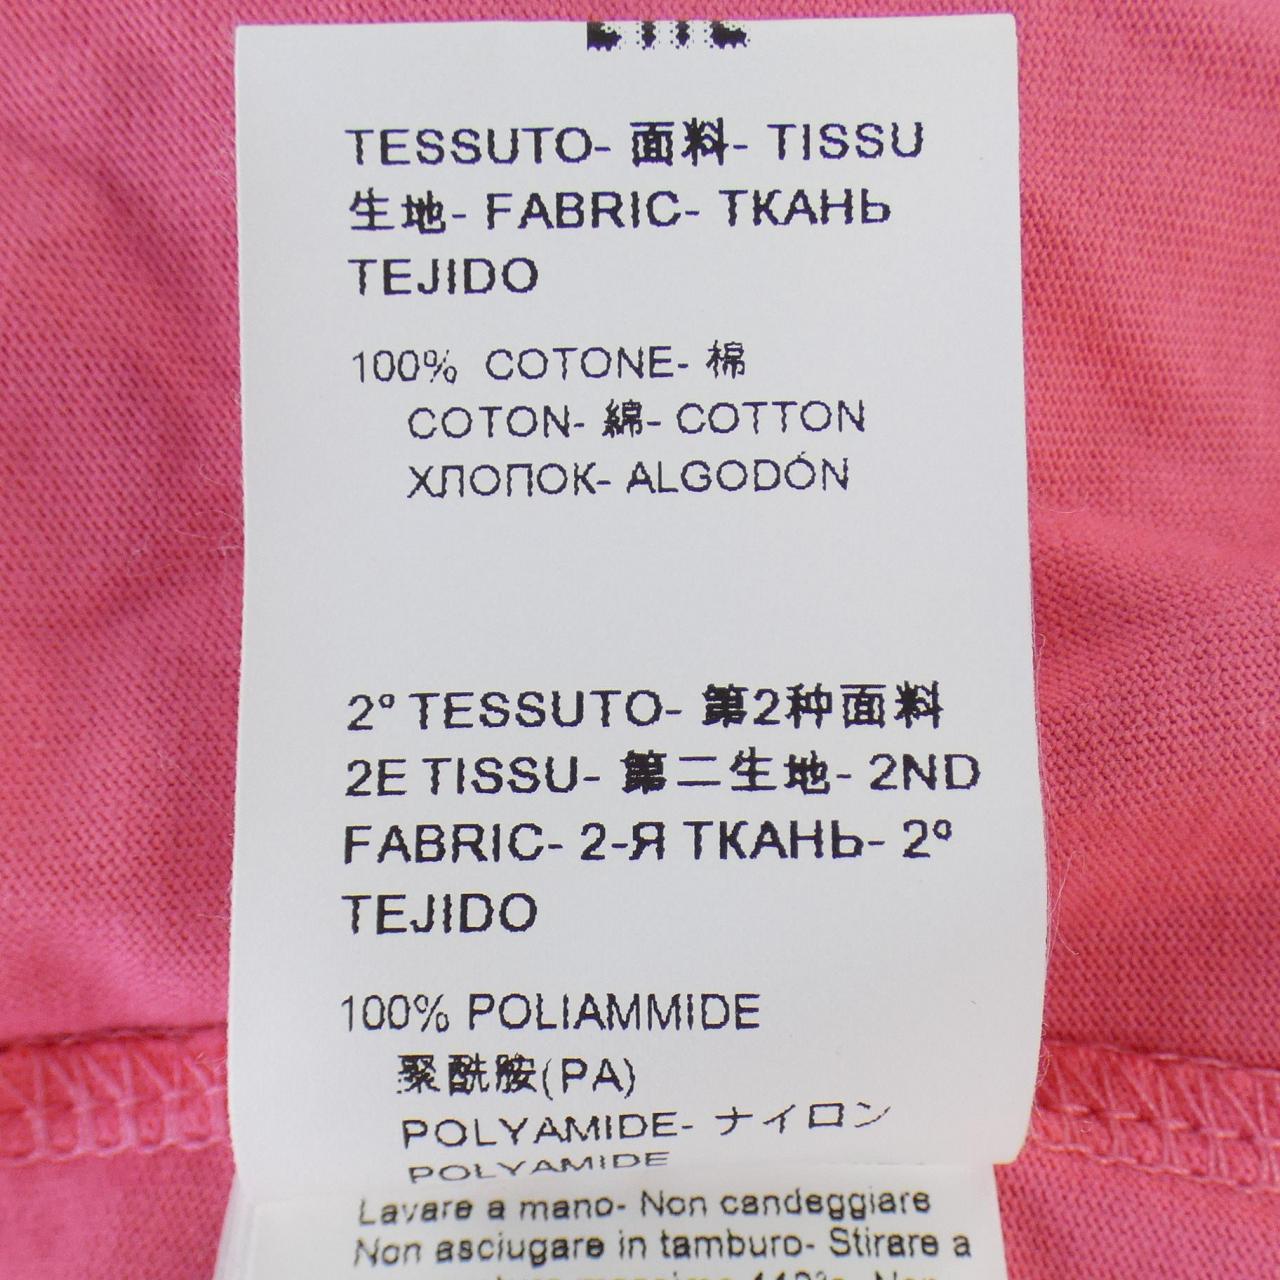 TESSUTO- 面料- TISSU
生地- FABRIC- ТКАНЬ
TEJIDO
100% COTONE- 棉
COTON- 綿- COTTON
ХЛОПОК- ALGODÓN
2º TESSUTO- 第2种面料
2E TISSU- 第二生地- 2ND
FABRIC- 2-Я ТКАНЬ- 2º
TEJIDO
100% POLIAMMIDE
聚酰胺(PA)
POLYAMIDE- ナイロン
POLYAMIDE
Lavare a mano- Non candeggiare
Non asciugare in tamburo- Stirare a